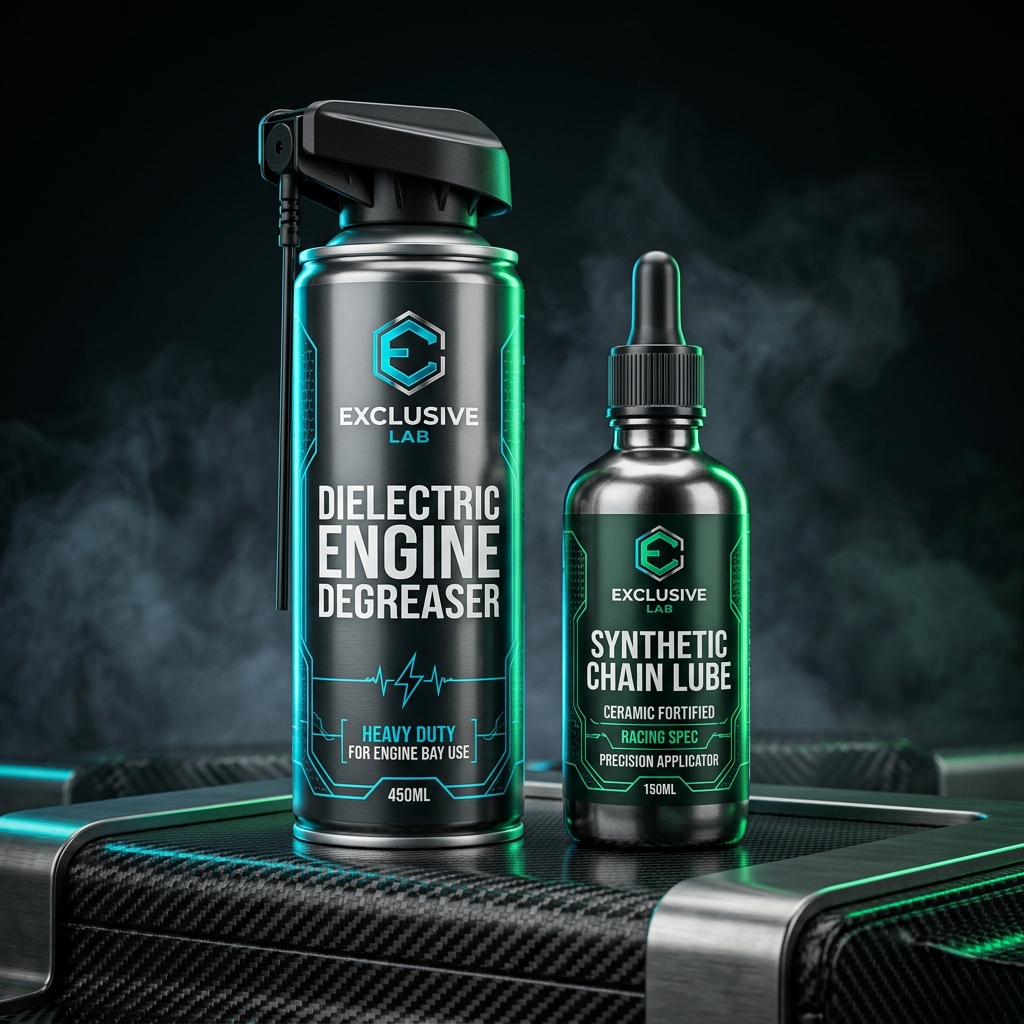 EXCLUSIVE
LAB
DIELECTRIC
ENGINE
DEGREASER
HEAVY DUTY
FOR ENGINE BAY USE
450ML
EXCLUSIVE
LAB
SYNTHETIC
CHAIN LUBE
CERAMIC FORTIFIED
RACING SPEC
PRECISION APPLICATOR
150ML